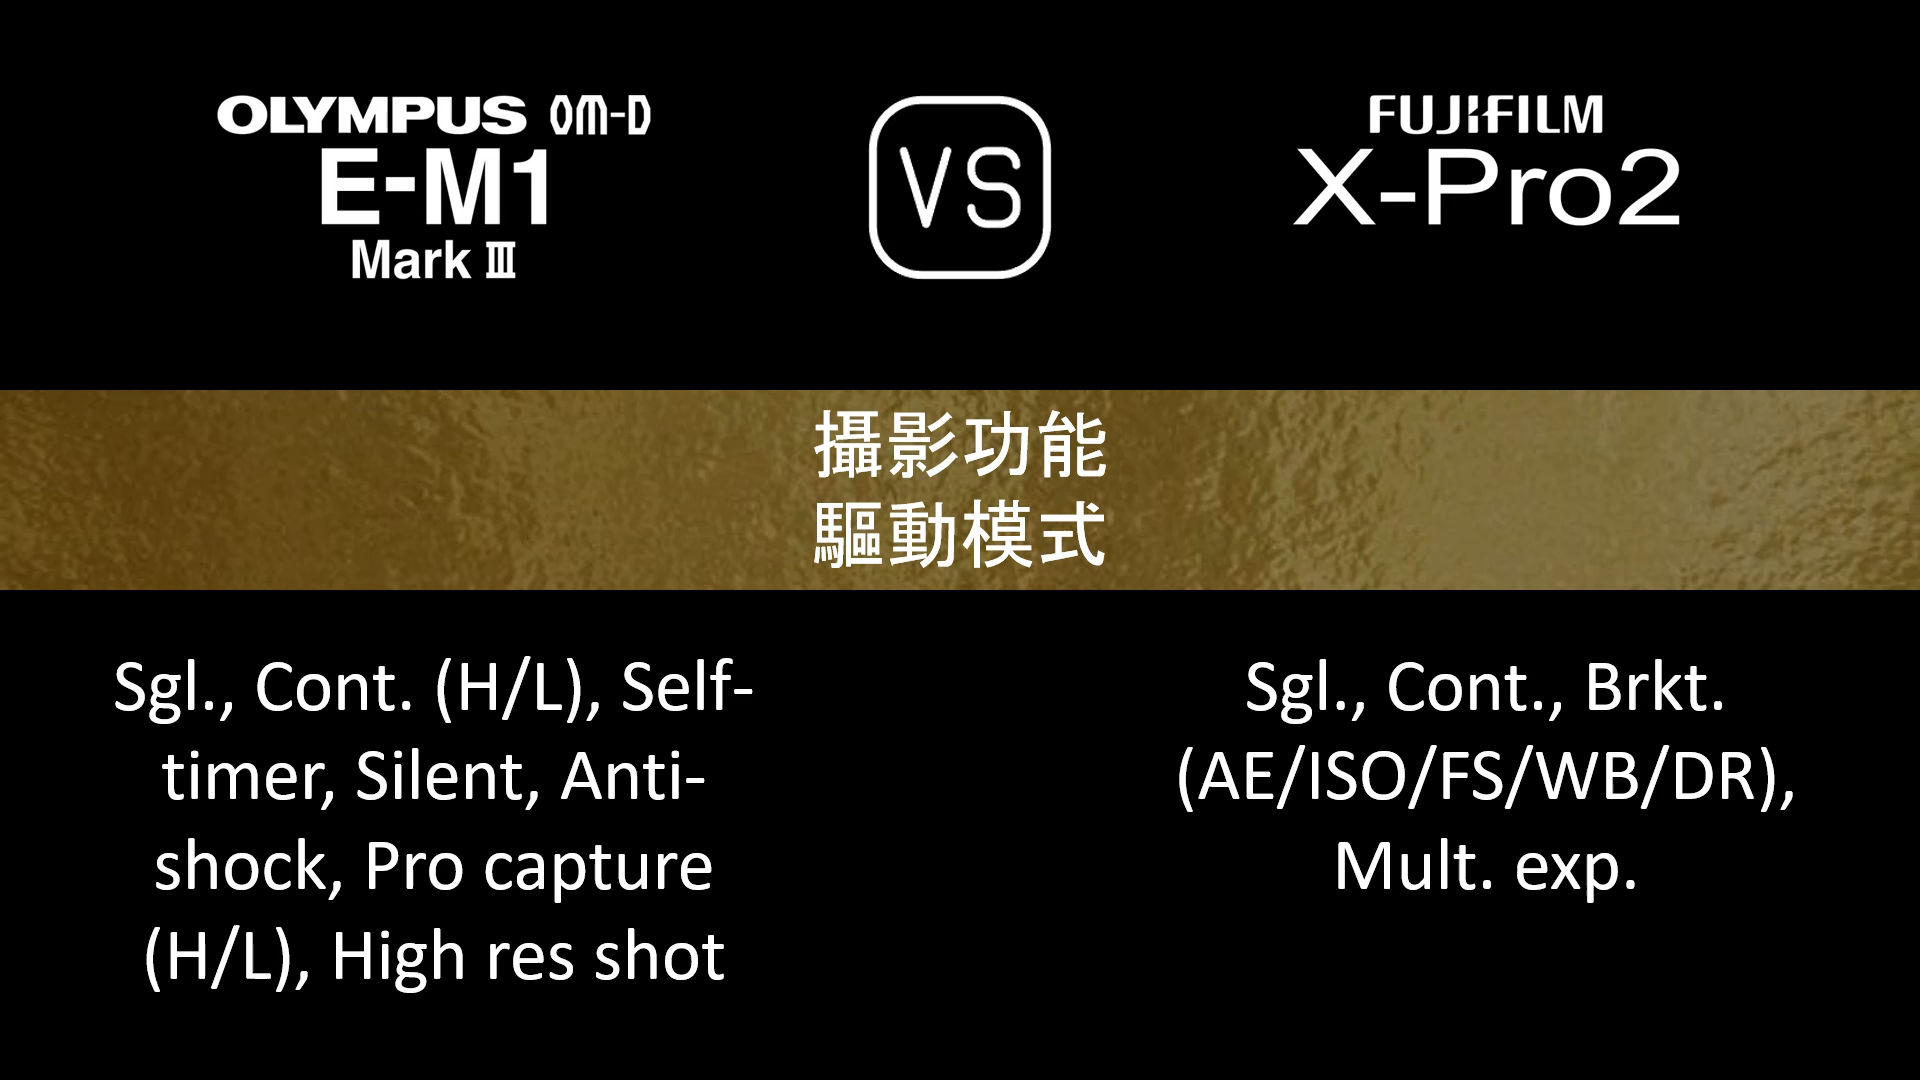 OLYMPUS OM-D
E-M1
Mark III
VS
FUJIFILM
X-Pro2
攝影功能
驅動模式
Sgl., Cont. (H/L), Self-
timer, Silent, Anti-
shock, Pro capture
(H/L), High res shot
Sgl., Cont., Brkt.
(AE/ISO/FS/WB/DR),
Mult. exp.